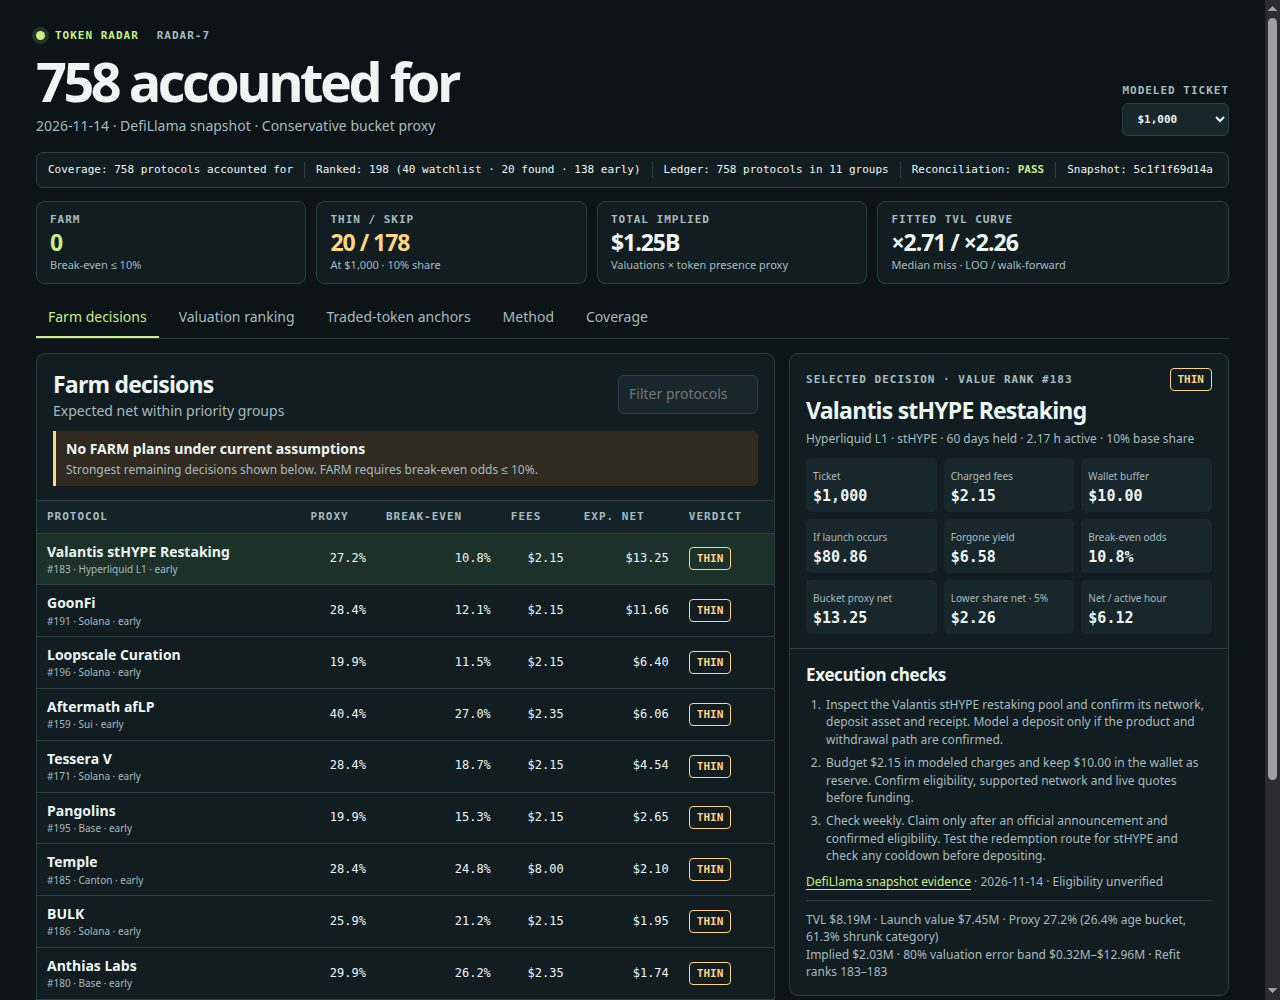 TOKEN RADAR RADAR-7
758 accounted for
2026-11-14 · DefiLlama snapshot · Conservative bucket proxy
MODELED TICKET
$1,000
Coverage: 758 protocols accounted for
Ranked: 198 (40 watchlist · 20 found · 138 early)
Ledger: 758 protocols in 11 groups
Reconciliation: PASS
Snapshot: 5c1f1f69d14a
FARM
0
Break-even ≤ 10%
THIN / SKIP
20 / 178
At $1,000 · 10% share
TOTAL IMPLIED
$1.25B
Valuations × token presence proxy
FITTED TVL CURVE
×2.71 / ×2.26
Median miss · LOO / walk-forward
Farm decisions
Valuation ranking
Traded-token anchors
Method
Coverage
Farm decisions
Expected net within priority groups
Filter protocols
No FARM plans under current assumptions
Strongest remaining decisions shown below. FARM requires break-even odds ≤ 10%.
PROTOCOL PROXY BREAK-EVEN FEES EXP. NET VERDICT
Valantis stHYPE Restaking 27.2% 10.8% $2.15 $13.25 THIN
#183 · Hyperliquid L1 · early
GoonFi 28.4% 12.1% $2.15 $11.66 THIN
#191 · Solana · early
Loopscale Curation 19.9% 11.5% $2.15 $6.40 THIN
#196 · Solana · early
Aftermath afLP 40.4% 27.0% $2.35 $6.06 THIN
#159 · Sui · early
Tessera V 28.4% 18.7% $2.15 $4.54 THIN
#171 · Solana · early
Pangolins 19.9% 15.3% $2.15 $2.65 THIN
#195 · Base · early
Temple 28.4% 24.8% $8.00 $2.10 THIN
#185 · Canton · early
BULK 25.9% 21.2% $2.15 $1.95 THIN
#186 · Solana · early
Anthias Labs 29.9% 26.2% $2.35 $1.74 THIN
#180 · Base · early
SELECTED DECISION · VALUE RANK #183
THIN
Valantis stHYPE Restaking
Hyperliquid L1 · stHYPE · 60 days held · 2.17 h active · 10% base share
Ticket
$1,000
Charged fees
$2.15
Wallet buffer
$10.00
If launch occurs
$80.86
Forgone yield
$6.58
Break-even odds
10.8%
Bucket proxy net
$13.25
Lower share net · 5%
$2.26
Net / active hour
$6.12
Execution checks
1. Inspect the Valantis stHYPE restaking pool and confirm its network,
deposit asset and receipt. Model a deposit only if the product and
withdrawal path are confirmed.
2. Budget $2.15 in modeled charges and keep $10.00 in the wallet as
reserve. Confirm eligibility, supported network and live quotes
before funding.
3. Check weekly. Claim only after an official announcement and
confirmed eligibility. Test the redemption route for stHYPE and
check any cooldown before depositing.
DefiLlama snapshot evidence · 2026-11-14 · Eligibility unverified
TVL $8.19M · Launch value $7.45M · Proxy 27.2% (26.4% age bucket,
61.3% shrunk category)
Implied $2.03M · 80% valuation error band $0.32M–$12.96M · Refit
ranks 183–183